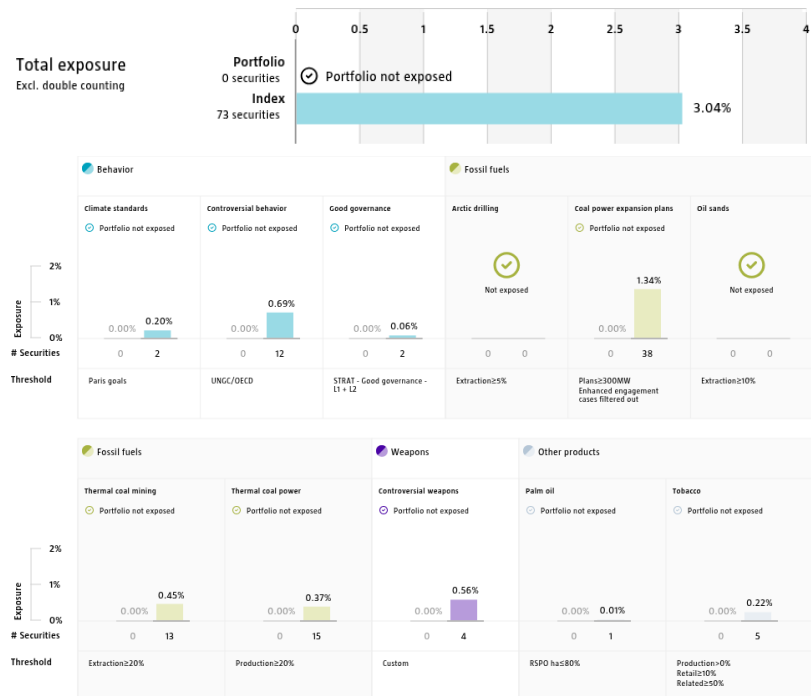 0 0.5 1 1.5 2 2.5 3 3.5 4
Total exposure
Excl. double counting
Portfolio
0 securities
Portfolio not exposed
Index
73 securities
3.04%
Behavior
Fossil fuels
Climate standards Controversial behavior Good governance Arctic drilling Coal power expansion plans Oil sands
Portfolio not exposed Portfolio not exposed Portfolio not exposed Portfolio not exposed
Exposure
2%
1%
0%
Not exposed Not exposed
0.00% 0.20% 0.00% 0.69% 0.00% 0.06% 0.00% 1.34%
# Securities 0 2 0 12 0 2 0 0 0 38 0 0
Threshold
Paris goals
UNGC/OECD
STRAT - Good governance -
L1 + L2
Extraction≥5%
Plans≥300MW
Enhanced engagement
cases filtered out
Extraction≥10%
Fossil fuels
Weapons
Other products
Thermal coal mining Thermal coal power Controversial weapons Palm oil Tobacco
Portfolio not exposed Portfolio not exposed Portfolio not exposed Portfolio not exposed Portfolio not exposed
Exposure
2%
1%
0%
0.00% 0.45% 0.00% 0.37% 0.00% 0.56% 0.00% 0.01% 0.00% 0.22%
# Securities 0 13 0 15 0 4 0 1 0 5
Threshold
Extraction≥20%
Production≥20%
Custom
RSPO ha≤80%
Production>0%
Retail≥10%
Related≥50%